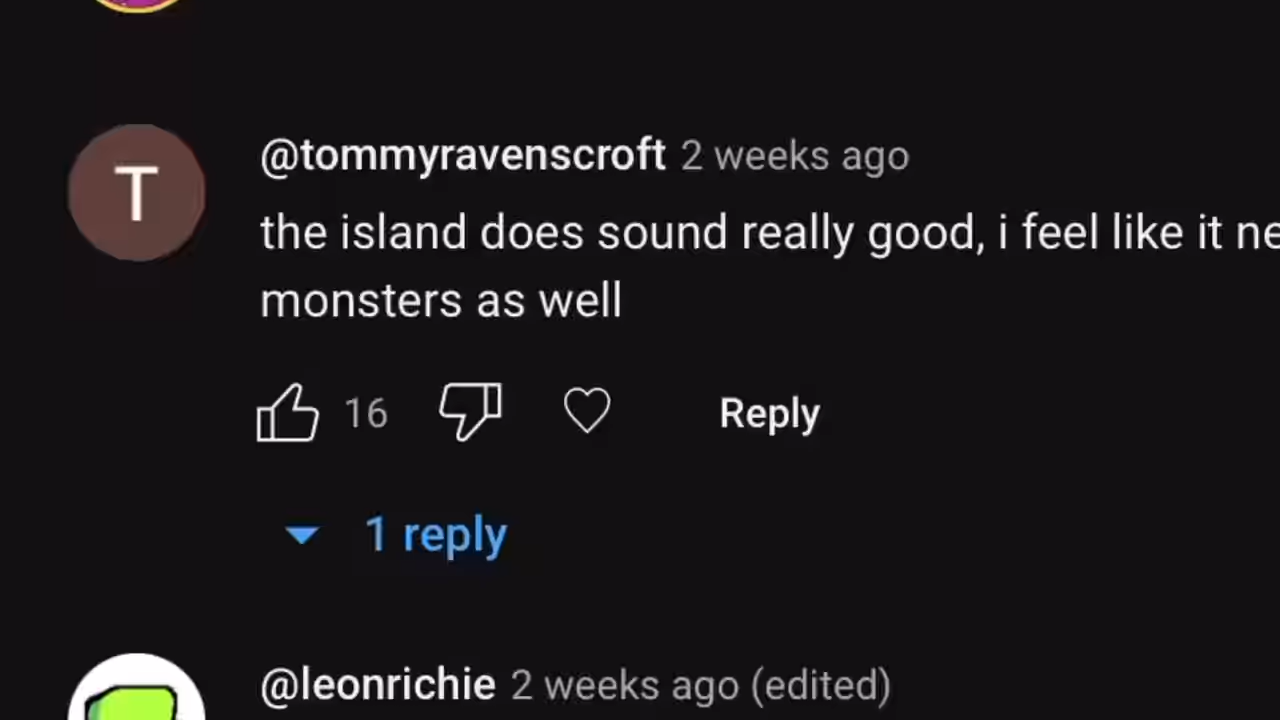 T
@tommyravenscroft 2 weeks ago
the island does sound really good, i feel like it
monsters as well
16 Reply
1 reply
@leonrichie 2 weeks ago (edited)